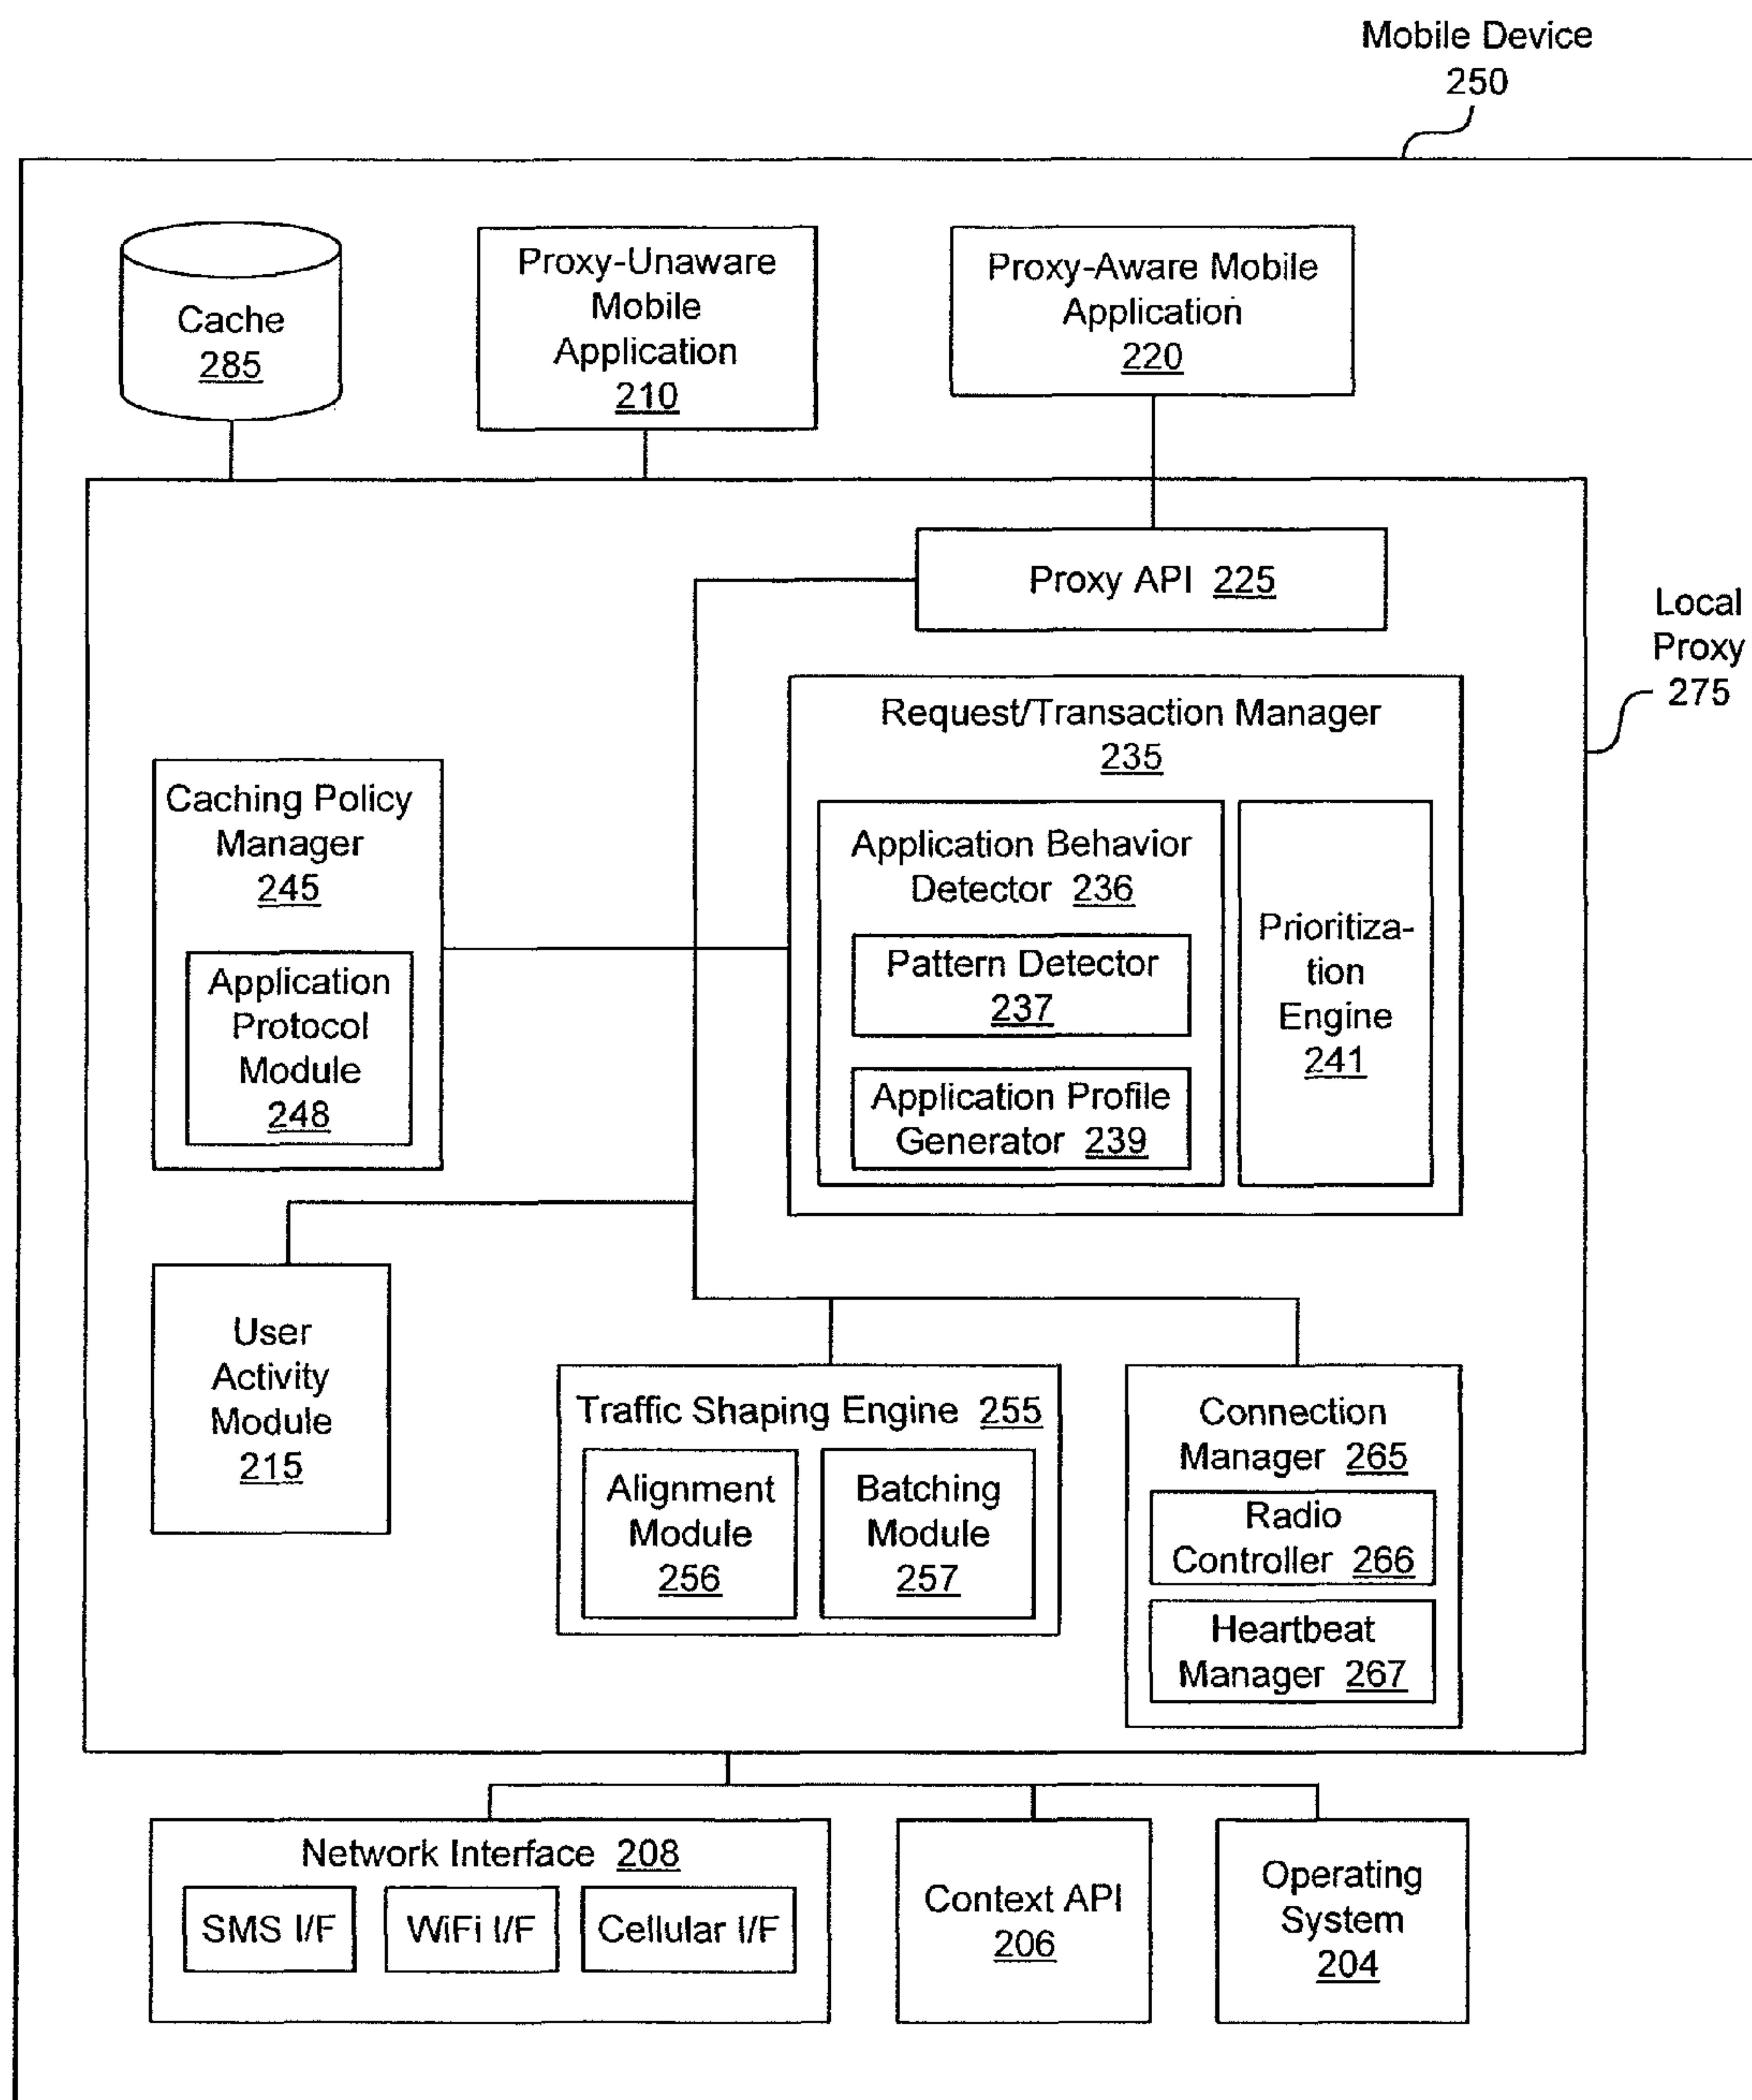 Mobile Device
250
Cache
285
Proxy-Unaware
Mobile
Application
210
Proxy-Aware Mobile
Application
220
Proxy API 225
Local
Proxy
275
Request/Transaction Manager
235
Caching Policy
Manager
245
Application
Protocol
Module
248
Application Behavior
Detector 236
Pattern Detector
237
Application Profile
Generator 239
Prioritiza-
tion
Engine
241
User
Activity
Module
215
Traffic Shaping Engine 255
Alignment
Module
256
Batching
Module
257
Connection
Manager 265
Radio
Controller 266
Heartbeat
Manager 267
Network Interface 208
SMS I/F
WiFi I/F
Cellular I/F
Context API
206
Operating
System
204